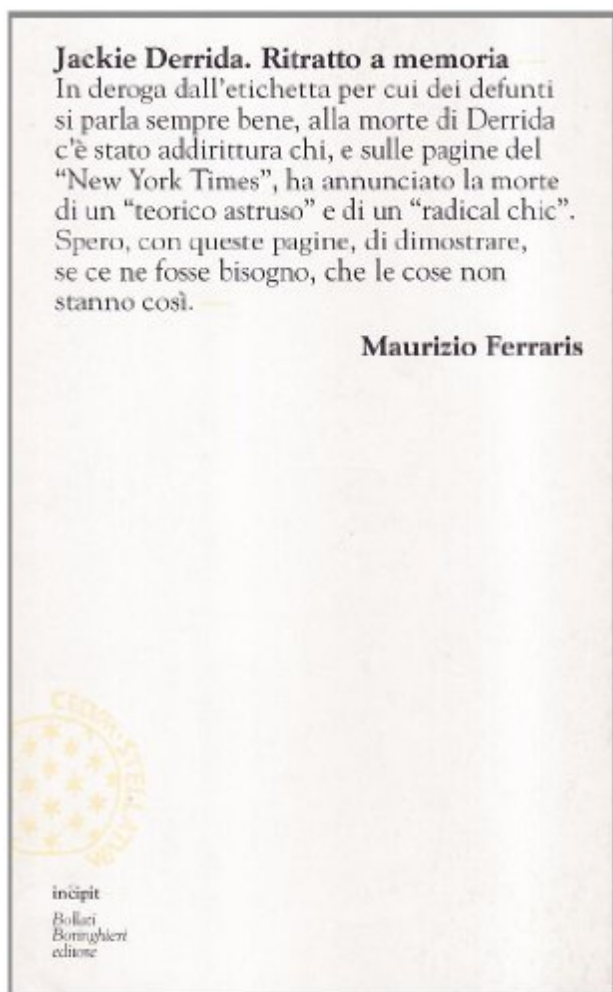 Jackie Derrida. Ritratto a memoria
In deroga dall'etichetta per cui dei defunti
si parla sempre bene, alla morte di Derrida
c'è stato addirittura chi, e sulle pagine del
“New York Times”, ha annunciato la morte
di un “teorico astruso” e di un “radical chic”.
Spero, con queste pagine, di dimostrare,
se ce ne fosse bisogno, che le cose non
stanno così.
Maurizio Ferraris
incipit
Bollati
Boringhieri
editore